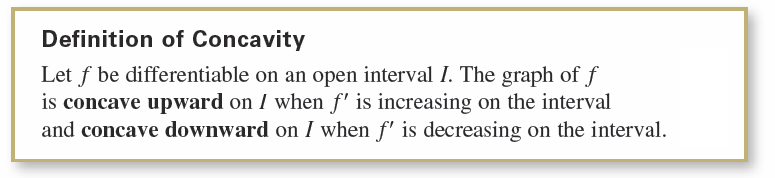 Definition of Concavity
Let f be differentiable on an open interval I. The graph of f
is concave upward on I when f′ is increasing on the interval
and concave downward on I when f′ is decreasing on the interval.